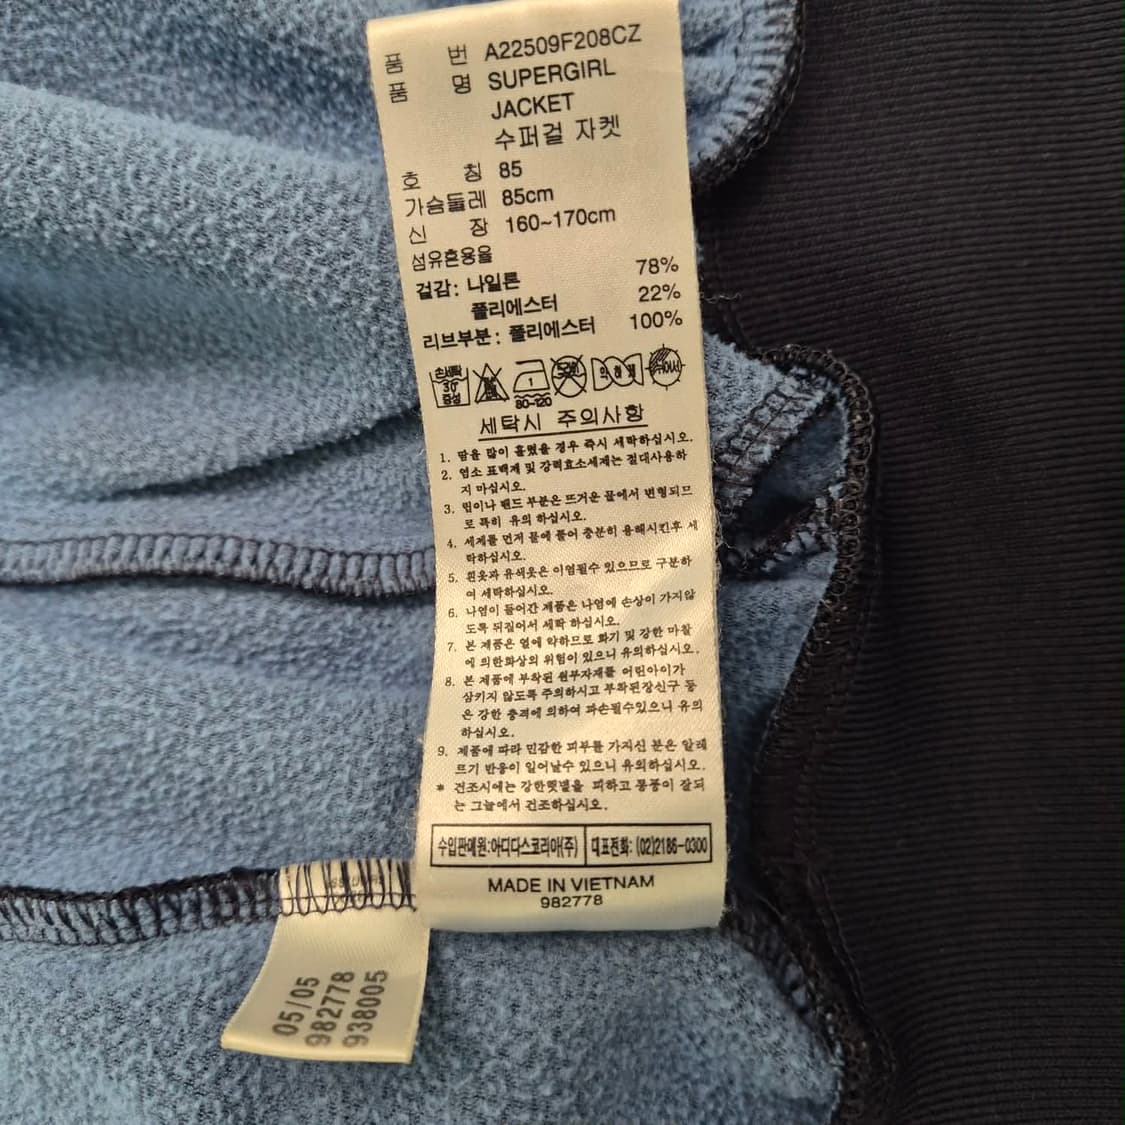 품 번 A22509F208CZ
품 명 SUPERGIRL
JACKET
수퍼걸 자켓
호 칭 85
가슴둘레 85cm
신 장 160~170cm
섬유혼용율
겉감: 나일론 78%
폴리에스터 22%
리브부분: 폴리에스터 100%
손세탁
30°
중성
1
80~120
세탁시 주의사항
1. 땀을 많이 흘렸을 경우 즉시 세탁하십시오.
2. 염소 표백제 및 강력효소세제는 절대사용하
지 마십시오.
3. 립이나 밴드 부분은 뜨거운 물에서 변형되므
로 특히 유의 하십시오.
4. 세제를 먼저 물에 풀어 충분히 용해시킨후 세
탁하십시오.
5. 흰옷과 유색옷은 이염될수 있으므로 구분하
여 세탁하십시오.
6. 나염이 들어간 제품은 나염에 손상이 가지않
도록 뒤집어서 세탁 하십시오.
7. 본 제품은 열에 약하므로 화기 및 강한 마찰
에 의한화상의 위험이 있으니 유의하십시오.
8. 본 제품에 부착된 원부자재를 어린아이가
삼키지 않도록 주의하시고 부착된장신구 등
은 강한 충격에 의하여 파손될수있으니 유의
하십시오.
9. 제품에 따라 민감한 피부를 가지신 분은 알레
르기 반응이 일어날수 있으니 유의하십시오.
* 건조시에는 강한햇볕을 피하고 통풍이 잘되
는 그늘에서 건조하십시오.
수입판매원:아디다스코리아(주) 대표전화: (02)2186-0300
MADE IN VIETNAM
982778
05/05
982778
938005